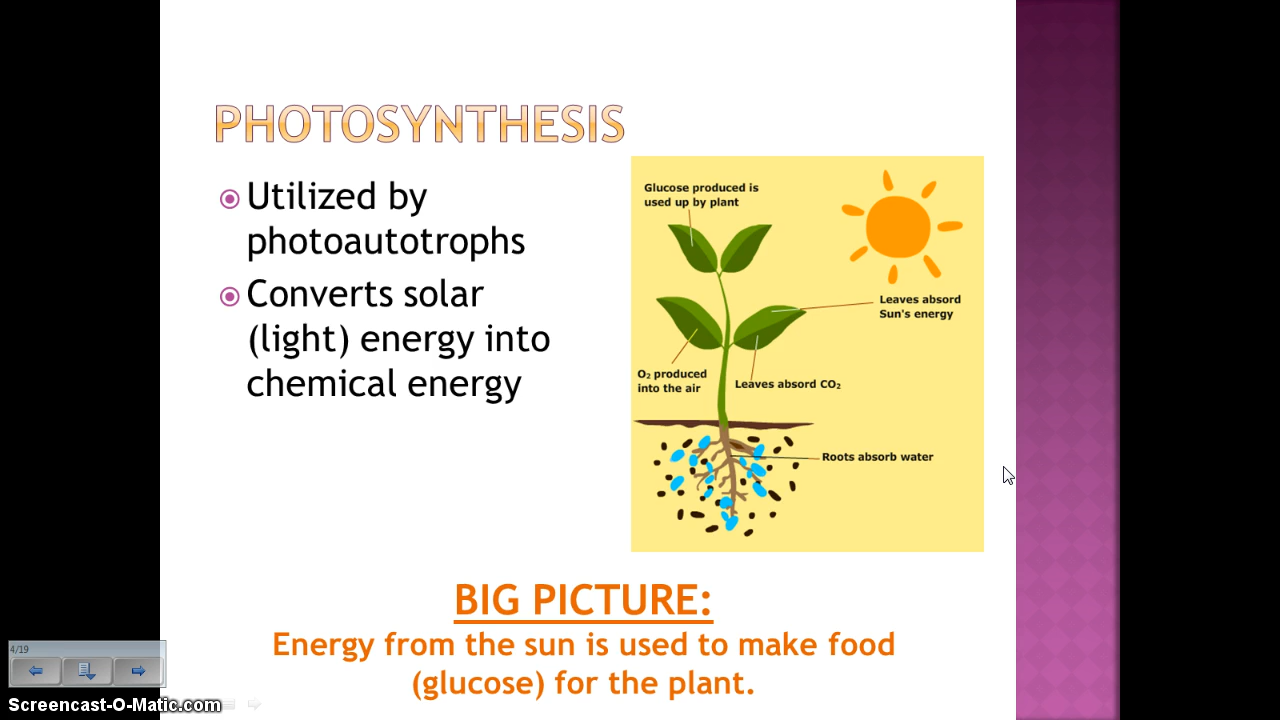 PHOTOSYNTHESIS
Utilized by
photoautotrophs
Converts solar
(light) energy into
chemical energy
Glucose produced is
used up by plant
Leaves absord
Sun's energy
O₂ produced
into the air
Leaves absord CO₂
Roots absorb water
BIG PICTURE:
Energy from the sun is used to make food
(glucose) for the plant.
4/19
Screencast-O-Matic.com